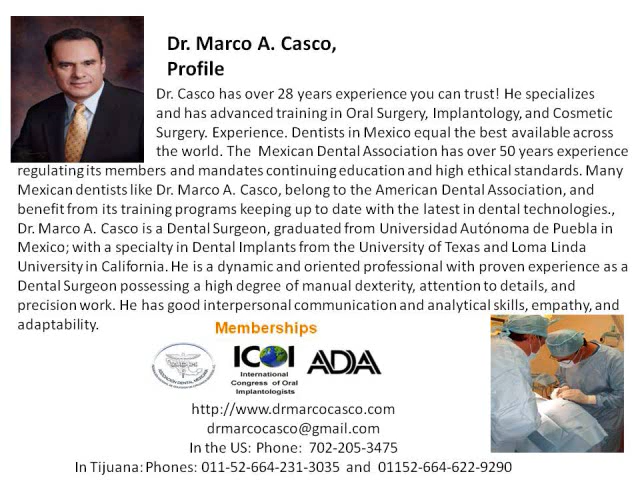 Dr. Marco A. Casco,
Profile
Dr. Casco has over 28 years experience you can trust! He specializes
and has advanced training in Oral Surgery, Implantology, and Cosmetic
Surgery. Experience. Dentists in Mexico equal the best available across
the world. The Mexican Dental Association has over 50 years experience
regulating its members and mandates continuing education and high ethical standards. Many
Mexican dentists like Dr. Marco A. Casco, belong to the American Dental Association, and
benefit from its training programs keeping up to date with the latest in dental technologies.,
Dr. Marco A. Casco is a Dental Surgeon, graduated from Universidad Autónoma de Puebla in
Mexico; with a specialty in Dental Implants from the University of Texas and Loma Linda
University in California. He is a dynamic and oriented professional with proven experience as a
Dental Surgeon possessing a high degree of manual dexterity, attention to details, and
precision work. He has good interpersonal communication and analytical skills, empathy, and
adaptability.
Memberships
ICOI ADA
International
Congress of Oral
Implantologists
http://www.drmarcocasco.com
drmarcocasco@gmail.com
In the US: Phone: 702-205-3475
In Tijuana: Phones: 011-52-664-231-3035 and 01152-664-622-9290